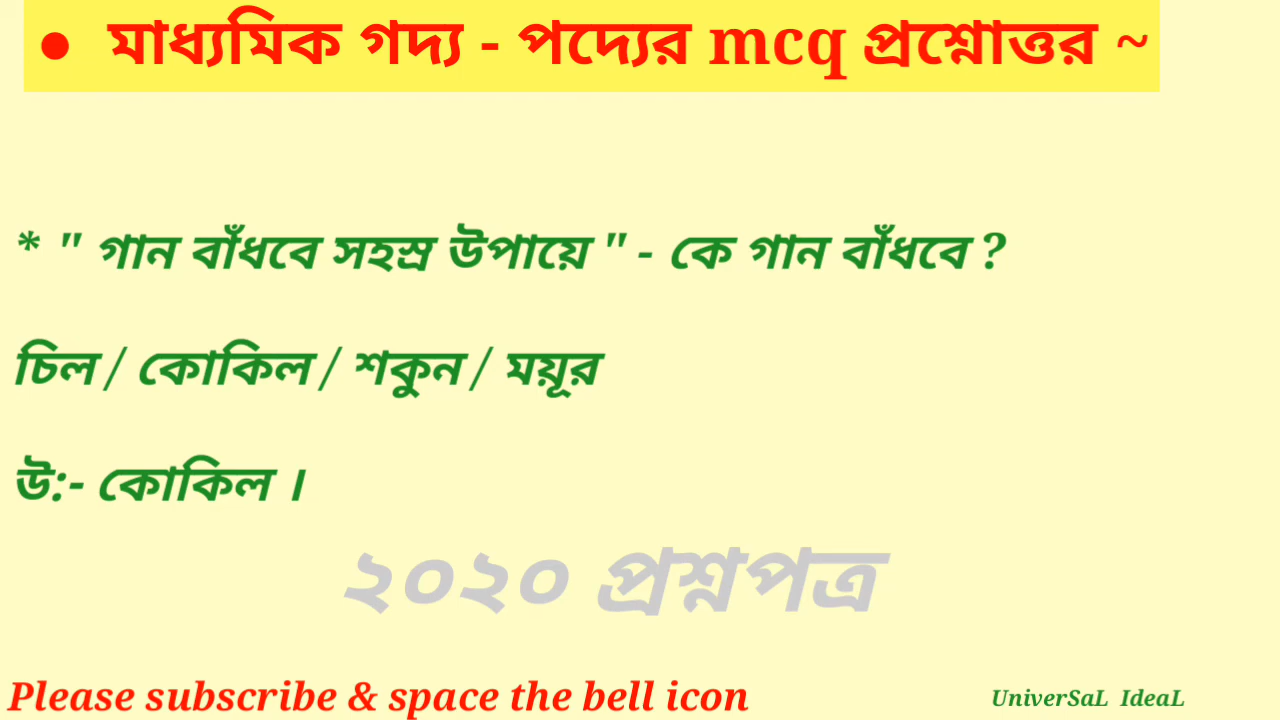 ● মাধ্যমিক গদ্য - পদ্যের mcq প্রশ্নোত্তর ~
* " গান বাঁধবে সহস্র উপায়ে " - কে গান বাঁধবে ?
চিল / কোকিল / শকুন / ময়ূর
উ:- কোকিল ।
২০২০ প্রশ্নপত্র
Please subscribe & space the bell icon
UniverSaL IdeaL